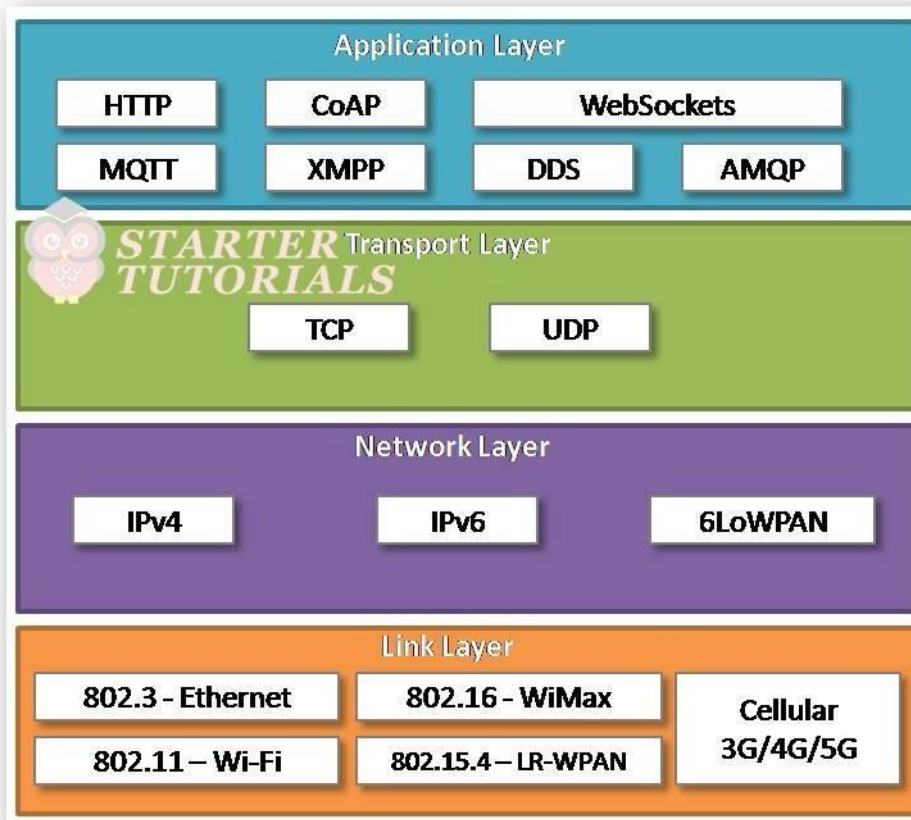 Application Layer
HTTP
CoAP
WebSockets
MQTT
XMPP
DDS
AMQP
STARTER
TUTORIALS
Transport Layer
TCP
UDP
Network Layer
IPv4
IPv6
6LoWPAN
Link Layer
802.3 - Ethernet
802.16 - WiMax
Cellular
3G/4G/5G
802.11 – Wi-Fi
802.15.4 – LR-WPAN